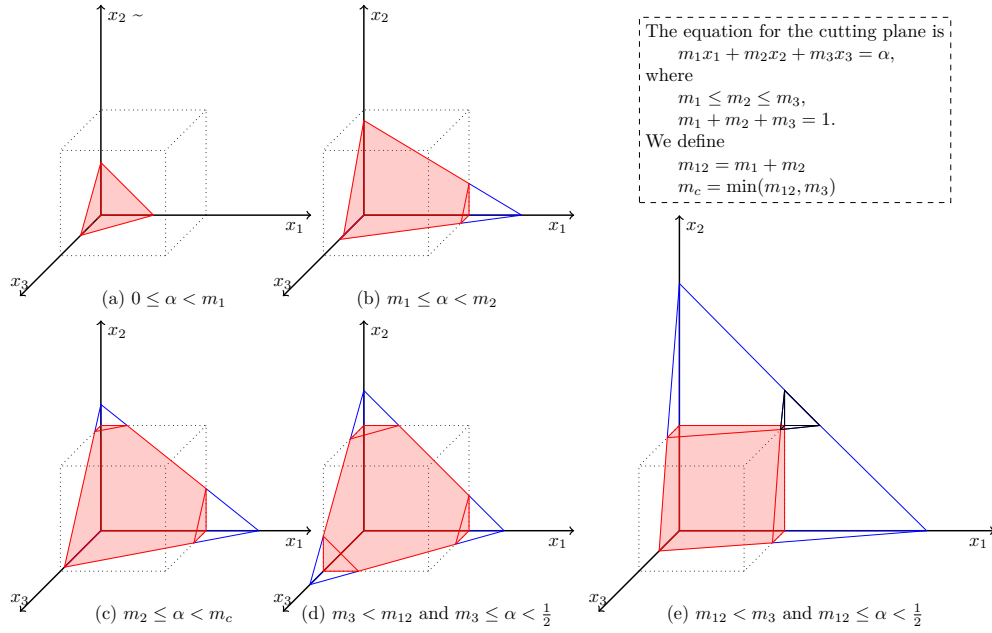 x₂ ~
x₁
x₃
(a) 0 ≤ α < m₁
x₂
x₁
x₃
(b) m₁ ≤ α < m₂
The equation for the cutting plane is
m₁x₁ + m₂x₂ + m₃x₃ = α,
where
m₁ ≤ m₂ ≤ m₃,
m₁ + m₂ + m₃ = 1.
We define
m₁₂ = m₁ + m₂
m_c = min(m₁₂, m₃)
x₂
x₁
x₃
(c) m₂ ≤ α < m_c
x₂
x₁
x₃
(d) m₃ < m₁₂ and m₃ ≤ α < ½
x₂
x₁
x₃
(e) m₁₂ < m₃ and m₁₂ ≤ α < ½